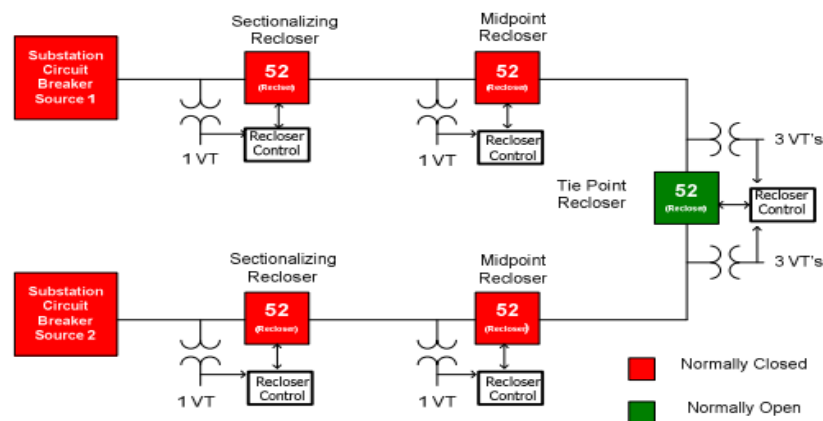 Sectionalizing
Recloser
Midpoint
Recloser
Substation
Circuit
Breaker
Source 1
52
(Recloser)
52
(Recloser)
1 VT
Recloser
Control
1 VT
Recloser
Control
3 VT's
Tie Point
Recloser
52
(Recloser)
Recloser
Control
3 VT's
Sectionalizing
Recloser
Midpoint
Recloser
Substation
Circuit
Breaker
Source 2
52
(Recloser)
52
(Recloser)
1 VT
Recloser
Control
1 VT
Recloser
Control
Normally Closed
Normally Open